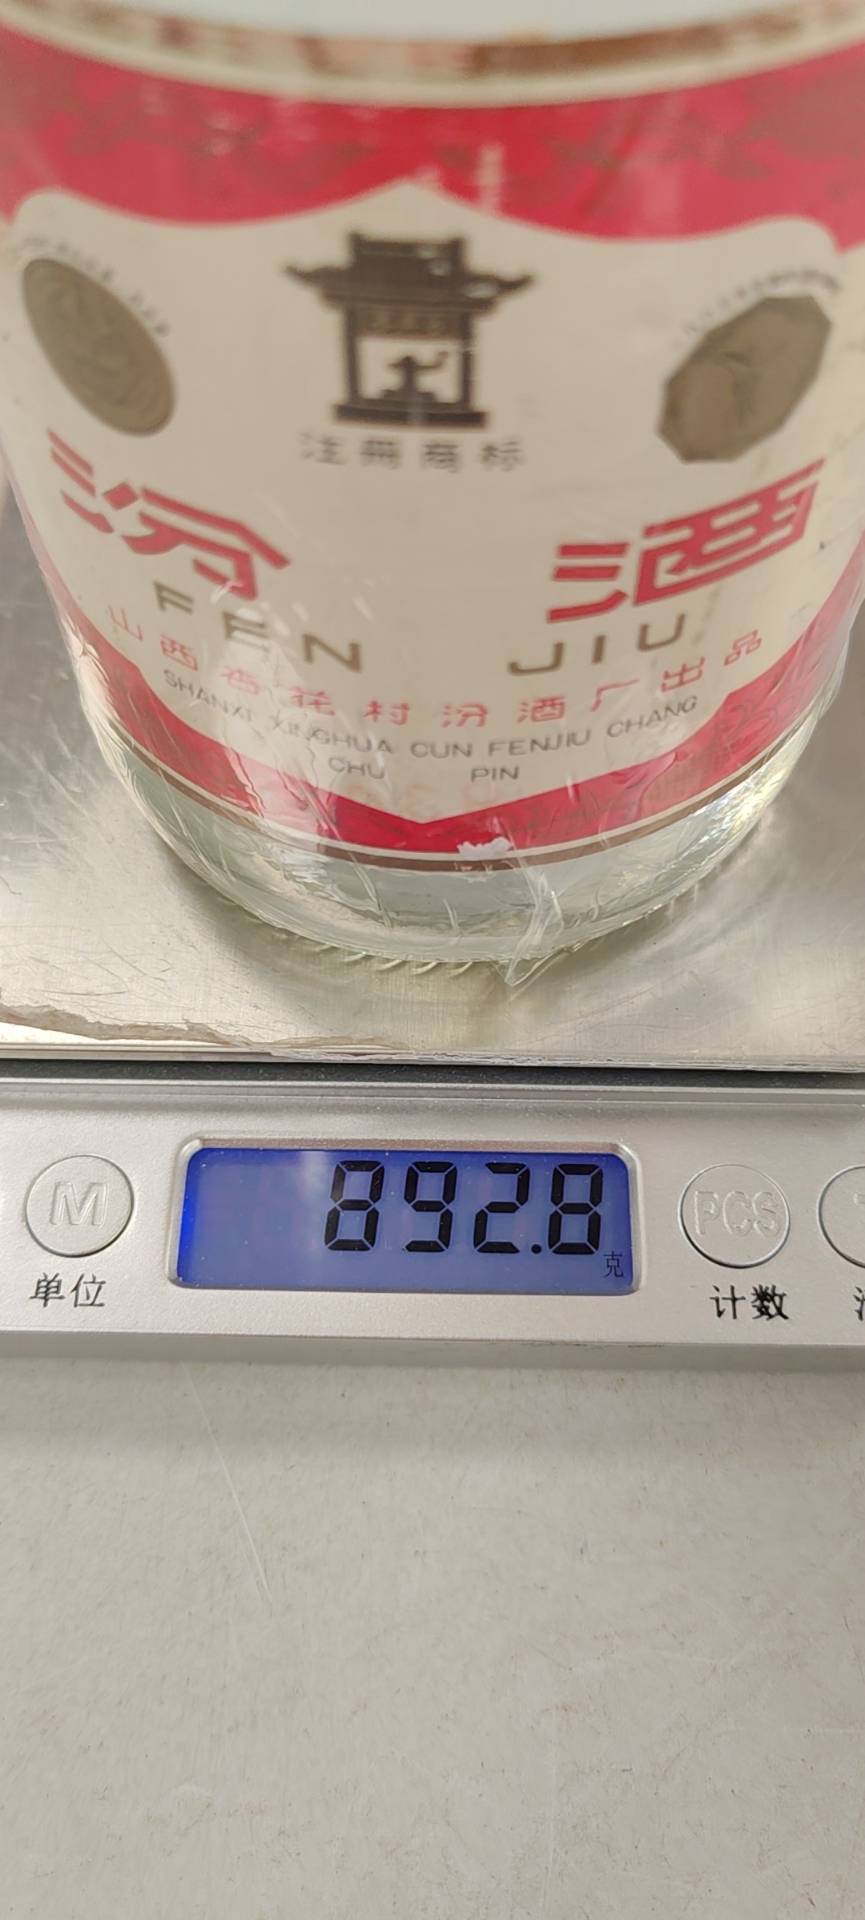 注册商标
汾酒
FEN JIU
山西杏花村汾酒厂出品
SHANXI XINGHUA CUN FENJIU CHANG
CHU PIN
892.8
克
M
PCS
单位
计数